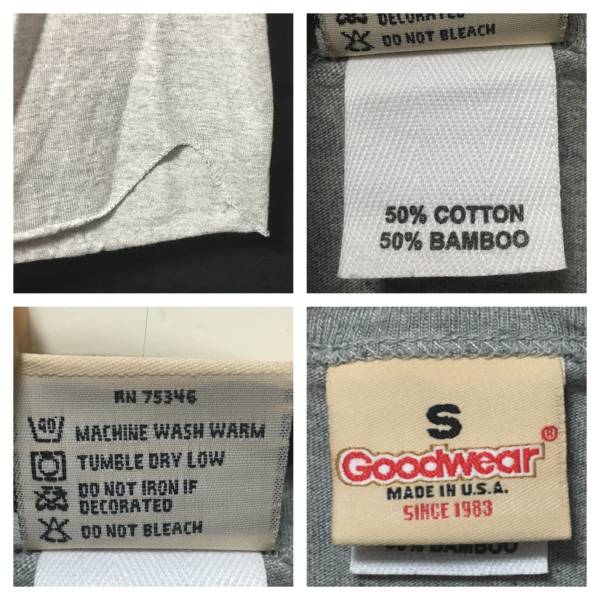 DECORATED
DO NOT BLEACH
50% COTTON
50% BAMBOO
RN 75346
40°
MACHINE WASH WARM
TUMBLE DRY LOW
DO NOT IRON IF
DECORATED
DO NOT BLEACH
S
Goodwear®
MADE IN U.S.A.
SINCE 1983
50% BAMBOO